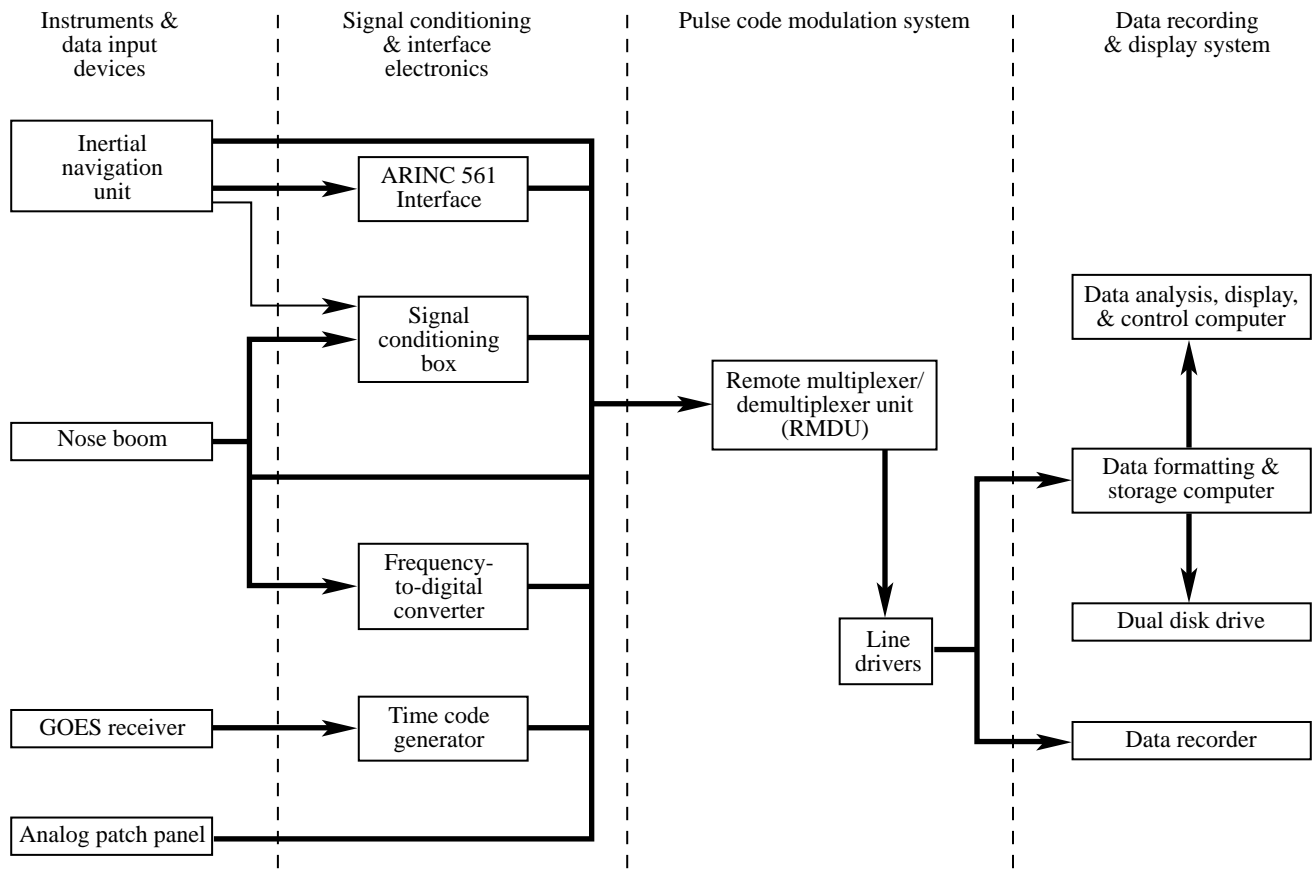 Instruments &
data input
devices
Signal conditioning
& interface
electronics
Pulse code modulation system
Data recording
& display system
Inertial
navigation
unit
ARINC 561
Interface
Signal
conditioning
box
Data analysis, display,
& control computer
Remote multiplexer/
demultiplexer unit
(RMDU)
Nose boom
Data formatting &
storage computer
Frequency-
to-digital
converter
Dual disk drive
Line
drivers
GOES receiver
Time code
generator
Data recorder
Analog patch panel